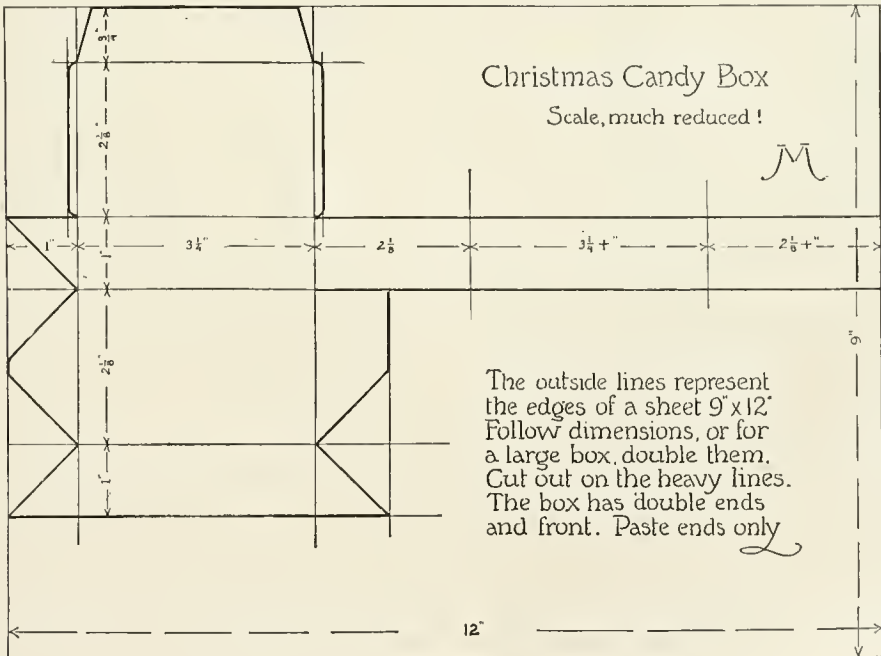 3/4"
Christmas Candy Box
Scale, much reduced!
M
2 1/8"
1" 3 1/4" 2 1/8 3 1/4+" 2 1/8+"
1"
"
2 1/8"
9"
The outside lines represent
the edges of a sheet 9"x12"
Follow dimensions, or for
a large box, double them.
Cut out on the heavy lines.
The box has double ends
and front. Paste ends only
1"
12"